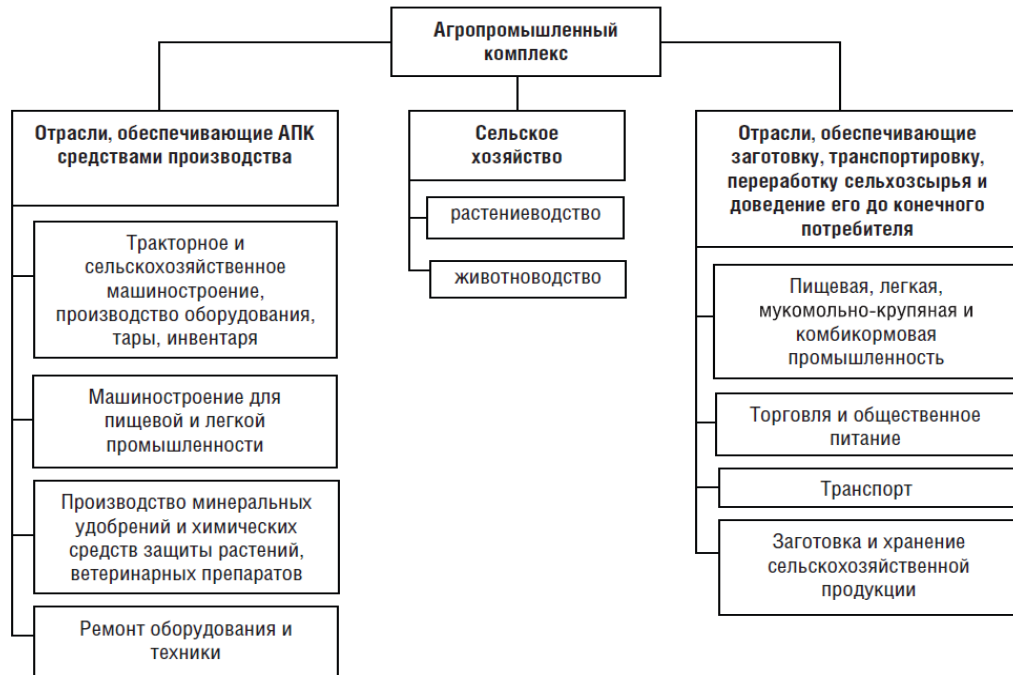 Агропромышленный
комплекс
Отрасли, обеспечивающие АПК
средствами производства
Тракторное и
сельскохозяйственное
машиностроение,
производство оборудования,
тары, инвентаря
Машиностроение для
пищевой и легкой
промышленности
Производство минеральных
удобрений и химических
средств защиты растений,
ветеринарных препаратов
Ремонт оборудования и
техники
Сельское
хозяйство
растениеводство
животноводство
Отрасли, обеспечивающие
заготовку, транспортировку,
переработку сельхозсырья и
доведение его до конечного
потребителя
Пищевая, легкая,
мукомольно-крупяная и
комбикормовая
промышленность
Торговля и общественное
питание
Транспорт
Заготовка и хранение
сельскохозяйственной
продукции